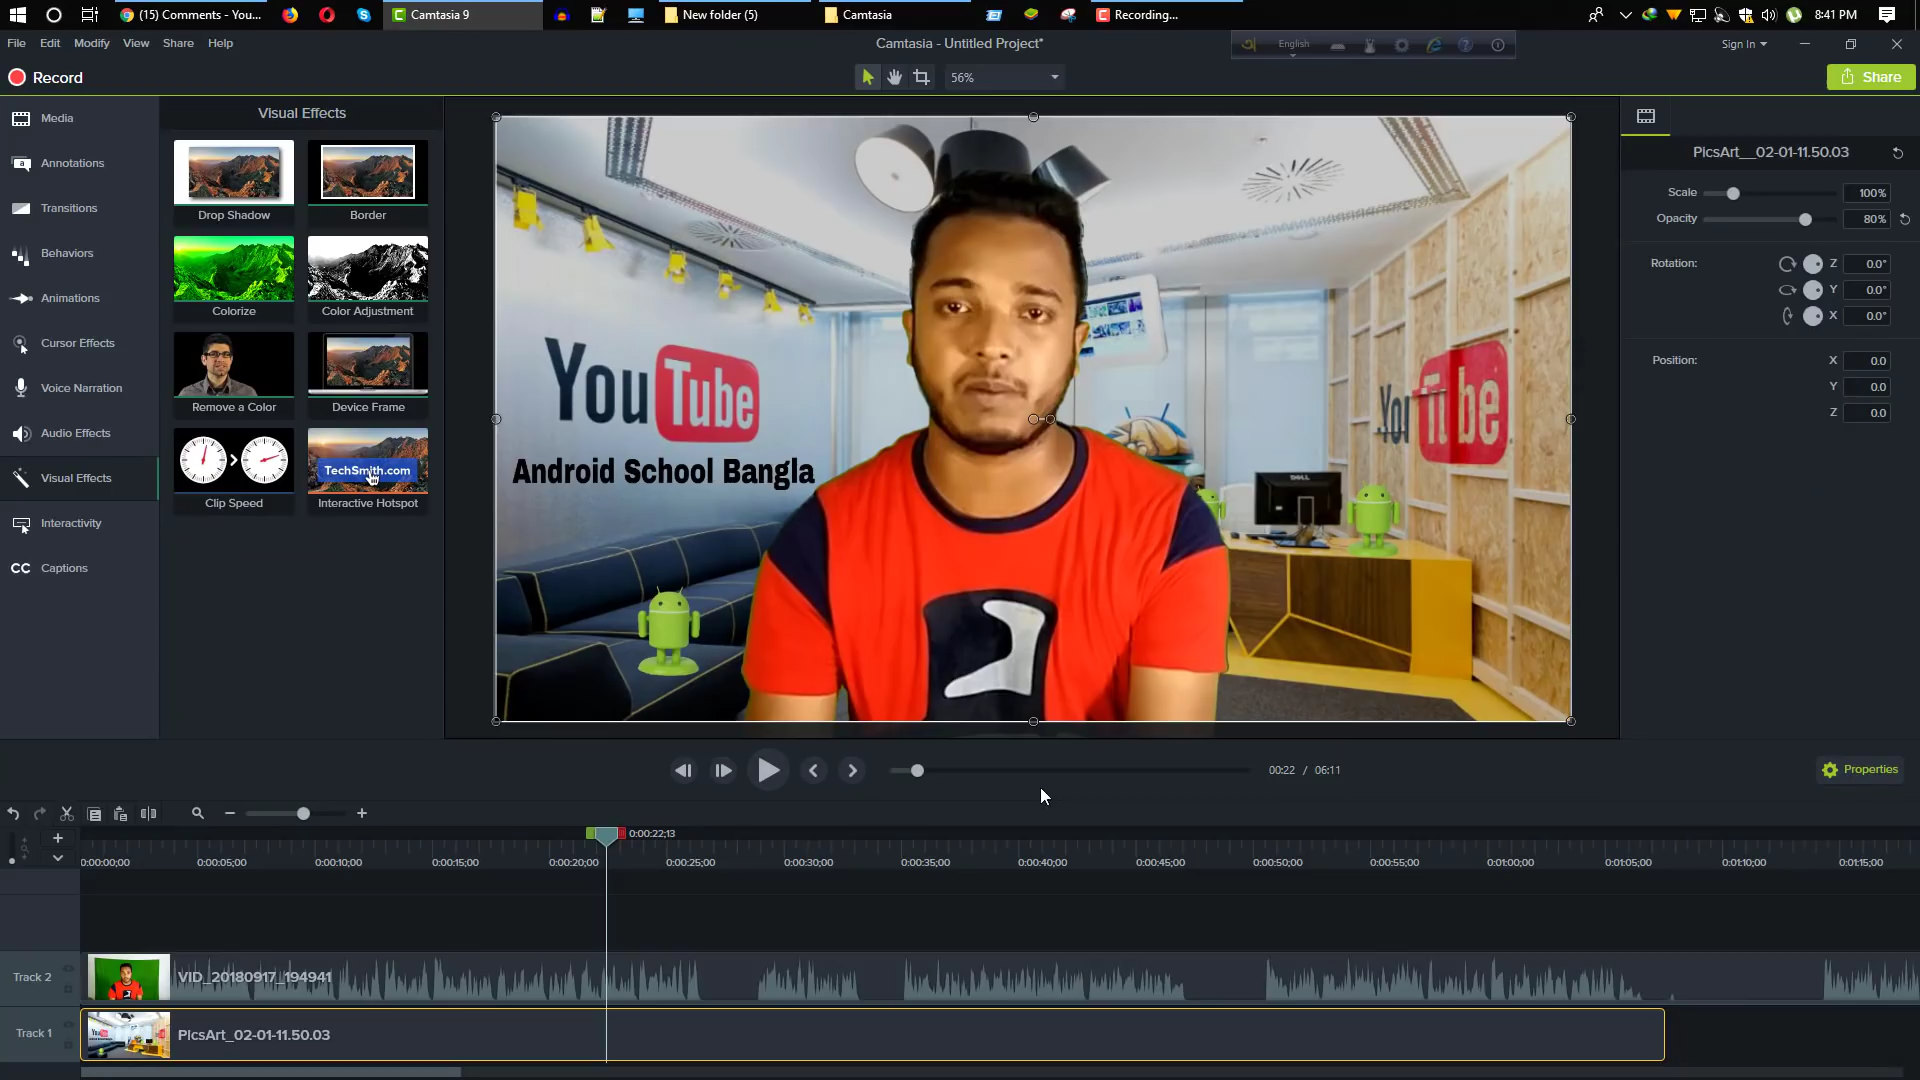 (15) Comments - You...
Camtasia 9
New folder (5)
Camtasia
Recording...
8:41 PM
File
Edit
Modify
View
Share
Help
Camtasia - Untitled Project*
English
Sign In
Record
56%
Share
Media
Annotations
Transitions
Behaviors
Animations
Cursor Effects
Voice Narration
Audio Effects
Visual Effects
Interactivity
CC Captions
Visual Effects
Drop Shadow
Border
Colorize
Color Adjustment
Remove a Color
Device Frame
TechSmith.com
Clip Speed
Interactive Hotspot
YouTube
Android School Bangla
DELL
PicsArt__02-01-11.50.03
Scale
100%
Opacity
80%
Rotation:
Z
0.0°
Y
0.0°
X
0.0°
Position:
X
0.0
Y
0.0
Z
0.0
00:22 / 06:11
Properties
0:00:22;13
0:00:00;00
0:00:05;00
0:00:10;00
0:00:15;00
0:00:20;00
0:00:25;00
0:00:30;00
0:00:35;00
0:00:40;00
0:00:45;00
0:00:50;00
0:00:55;00
0:01:00;00
0:01:05;00
0:01:10;00
0:01:15;00
Track 2
VID_20180917_194941
Track 1
PicsArt_02-01-11.50.03